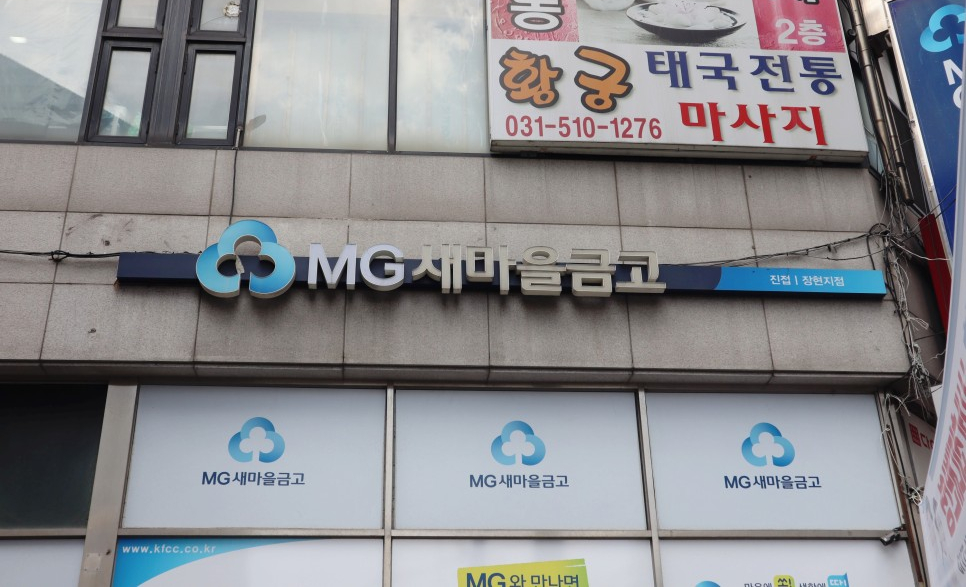 동
2층
황궁 태국전통
031-510-1276 마사지
MG새마을금고 진접 | 장현지점
MG새마을금고
MG새마을금고
MG새마을금고
www.kfcc.co.kr
MG와 만나면